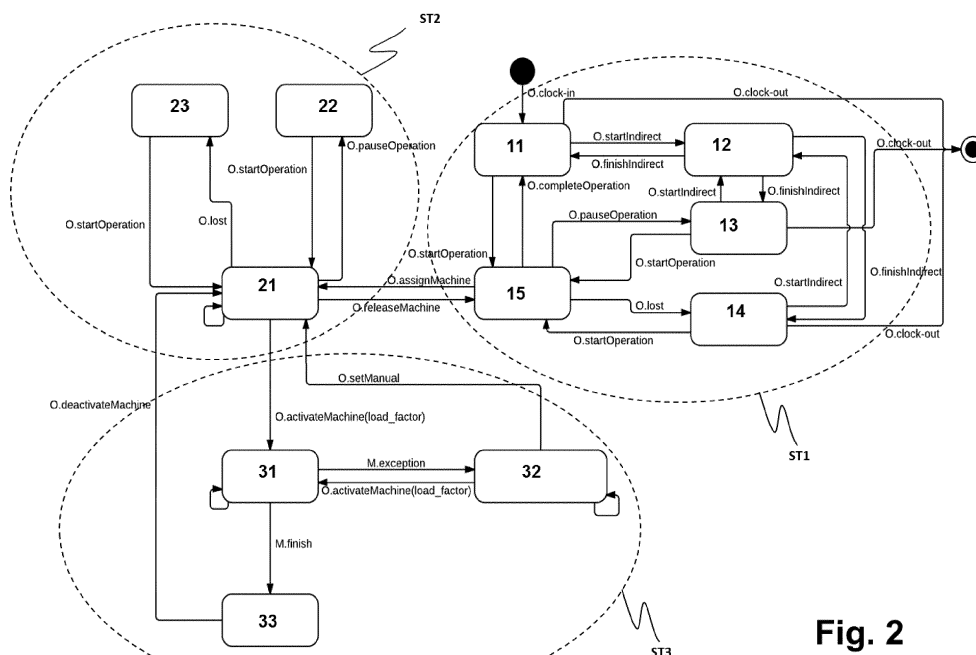 ST2
23
22
11
O.clock-in
O.clock-out
O.startIndirect
12
O.clock-out
O.finishIndirect
O.pauseOperation
O.startOperation
O.completeOperation
O.startIndirect
O.finishIndirect
O.startOperation
O.lost
O.pauseOperation
13
O.startOperation
O.startOperation
O.finishIndirect
21
O.assignMachine
O.releaseMachine
15
O.startIndirect
O.lost
14
O.startOperation
O.clock-out
O.setManual
O.deactivateMachine
O.activateMachine(load_factor)
ST1
31
M.exception
O.activateMachine(load_factor)
32
M.finish
33
ST3
Fig. 2